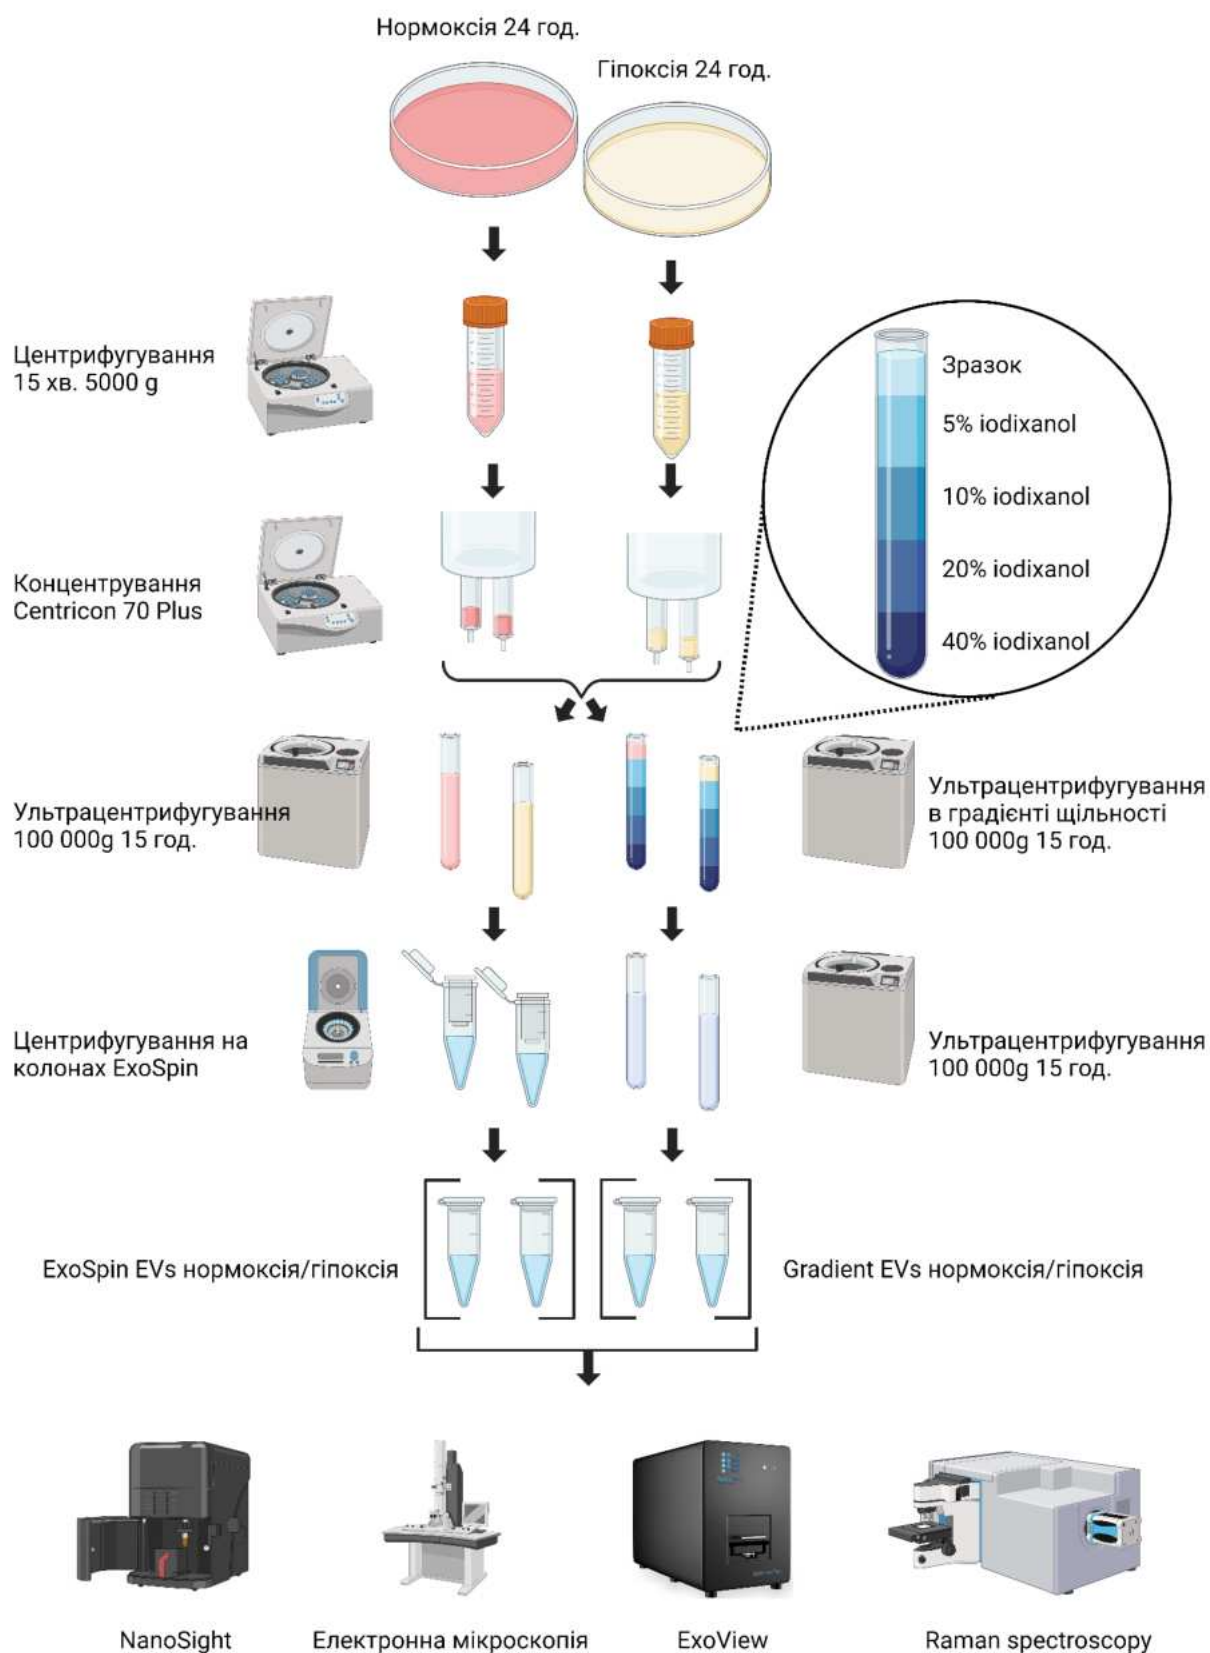 Нормоксія 24 год.
Гіпоксія 24 год.
Центрифугування
15 хв. 5000 g
Зразок
5% iodixanol
10% iodixanol
20% iodixanol
40% iodixanol
Концентрування
Centricon 70 Plus
Ультрацентрифугування
100 000g 15 год.
Ультрацентрифугування
в градієнті щільності
100 000g 15 год.
Центрифугування на
колонах ExoSpin
Ультрацентрифугування
100 000g 15 год.
ExoSpin EVs нормоксія/гіпоксія
Gradient EVs нормоксія/гіпоксія
NanoSight
Електронна мікроскопія
ExoView
Raman spectroscopy